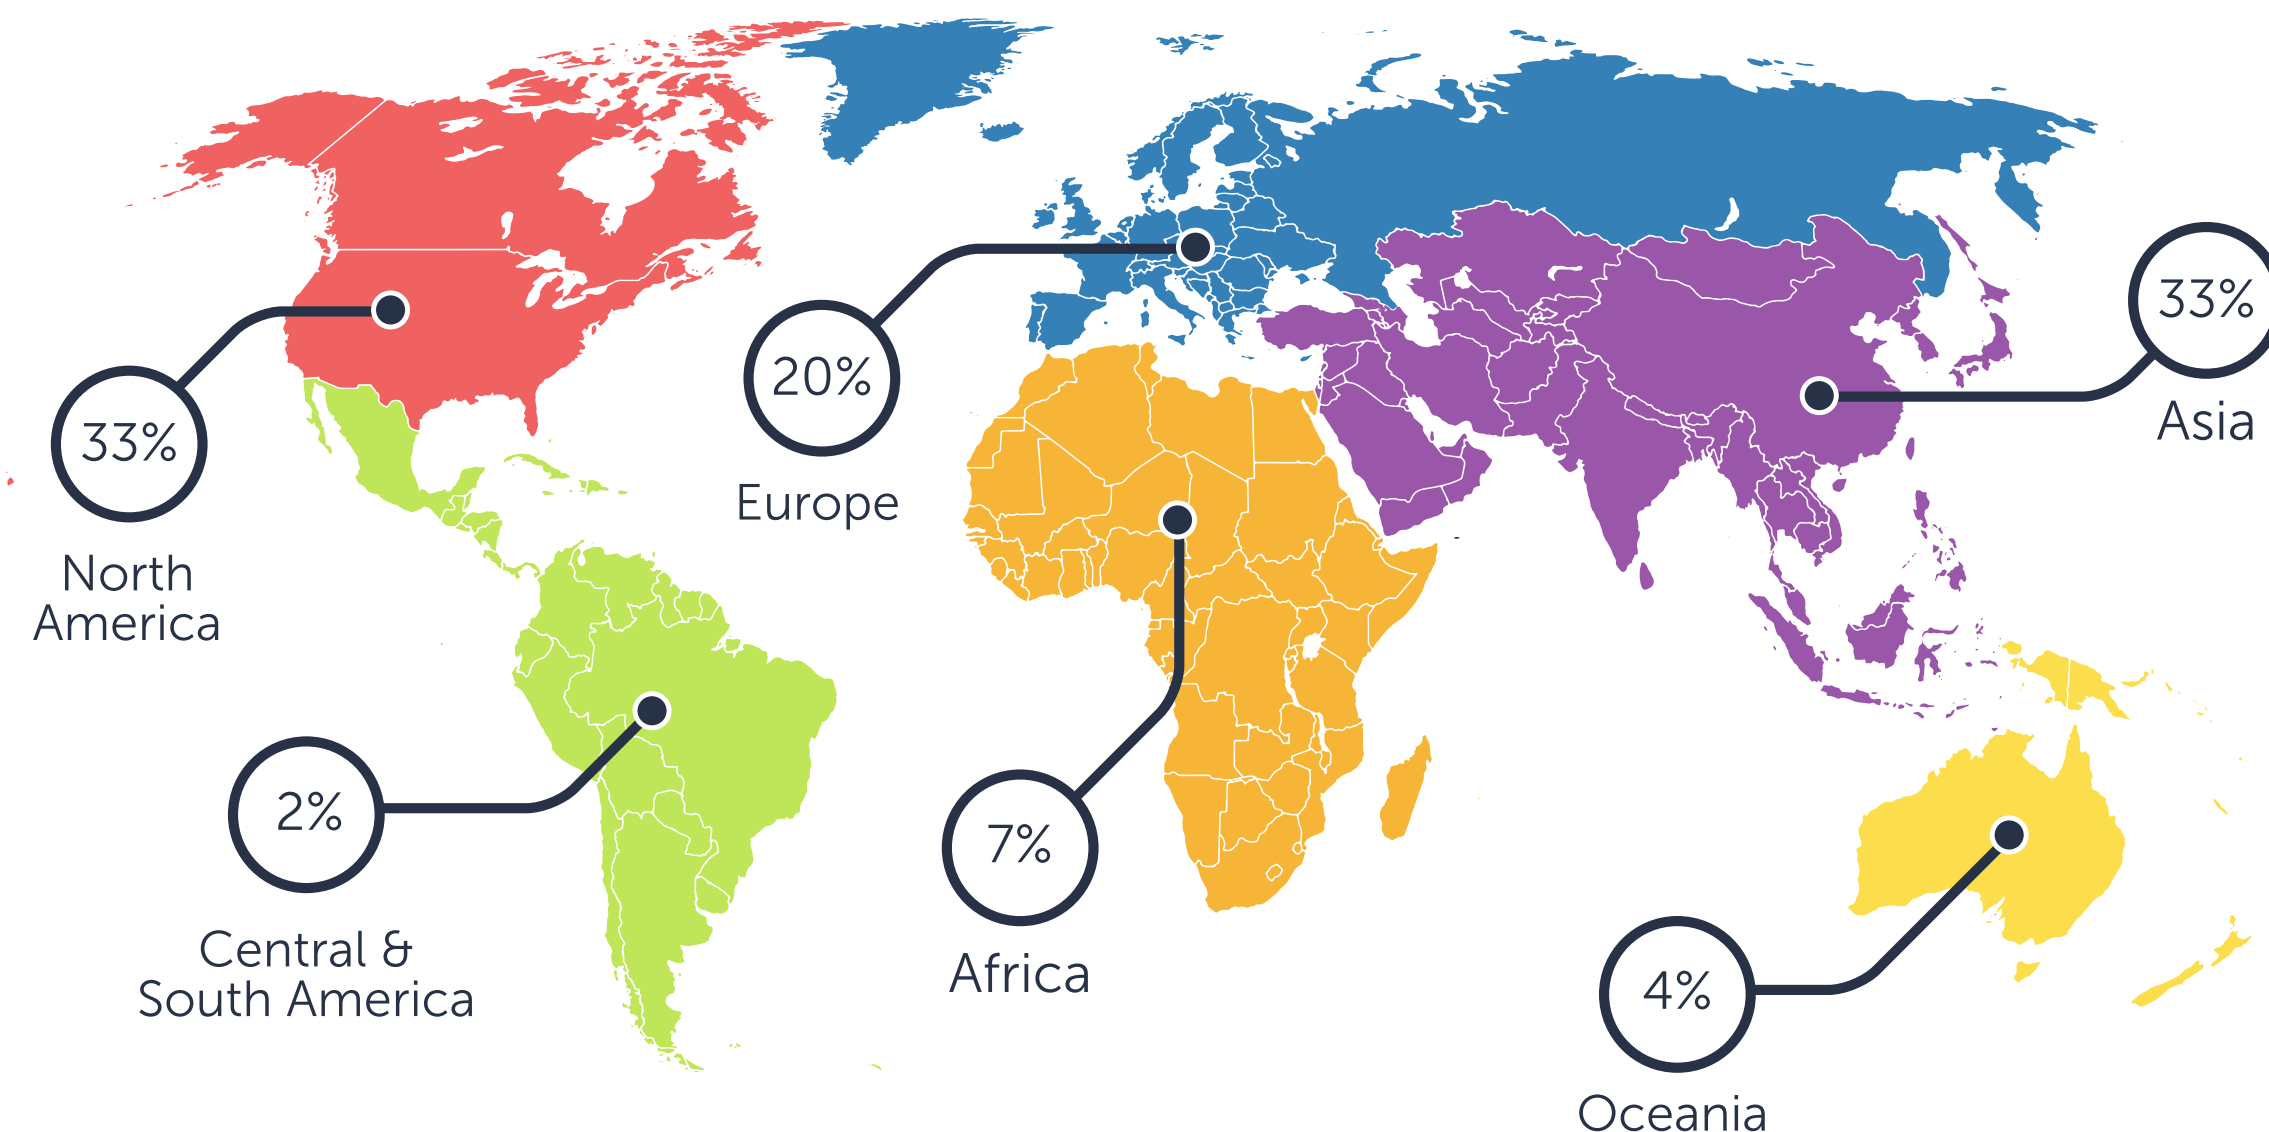 33%
North
America
20%
Europe
33%
Asia
2%
Central &
South America
7%
Africa
4%
Oceania